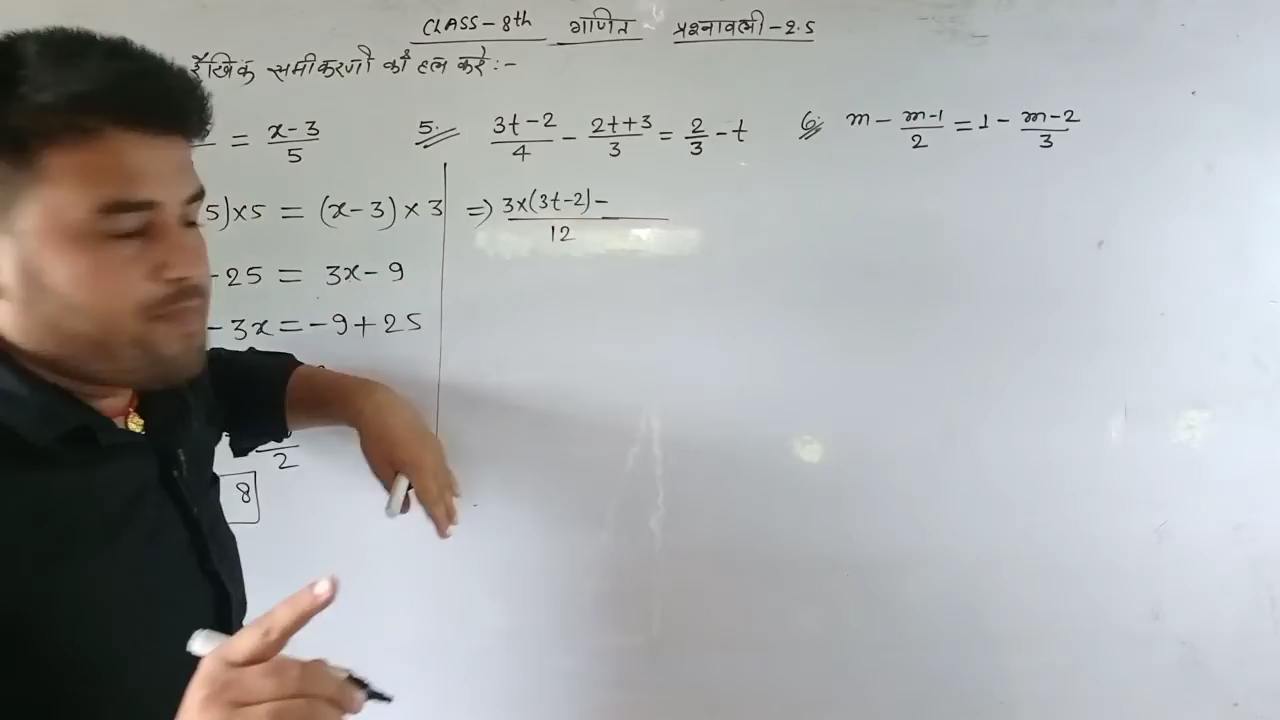 CLASS-8th गणित प्रश्नावली-2.5
रैखिक समीकरणों को हल करें:-
= x-3/5
5. 3t-2/4 - 2t+3/3 = 2/3 - t
6. m - m-1/2 = 1 - m-2/3
5)×5 = (x-3)×3
-25 = 3x-9
-3x = -9+25
2
8
⇒ 3×(3t-2)-/12